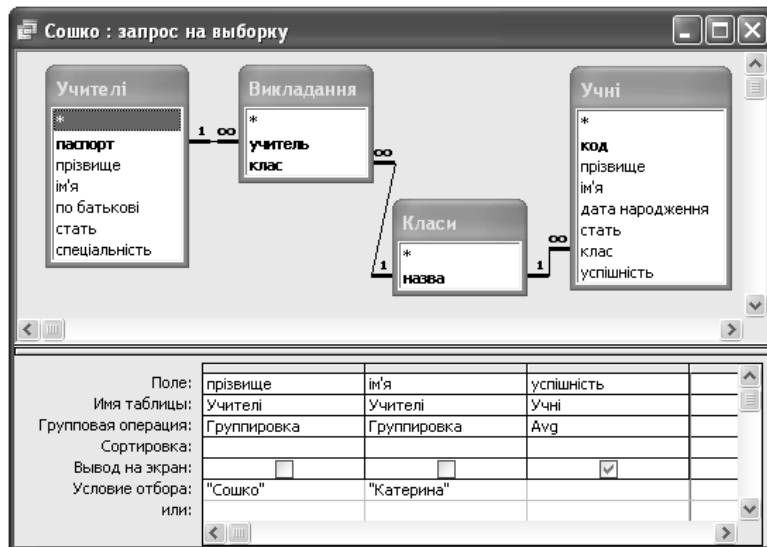 Сошко : запрос на выборку
Учителі
*
паспорт
прізвище
ім'я
по батькові
стать
спеціальність
1 ∞
Викладання
*
учитель
клас
∞
1
Класи
*
назва
1
∞
Учні
*
код
прізвище
ім'я
дата народження
стать
клас
успішність
Поле: прізвище ім'я успішність
Имя таблицы: Учителі Учителі Учні
Групповая операция: Группировка Группировка Avg
Сортировка:
Вывод на экран:
Условие отбора: "Сошко" "Катерина"
или: